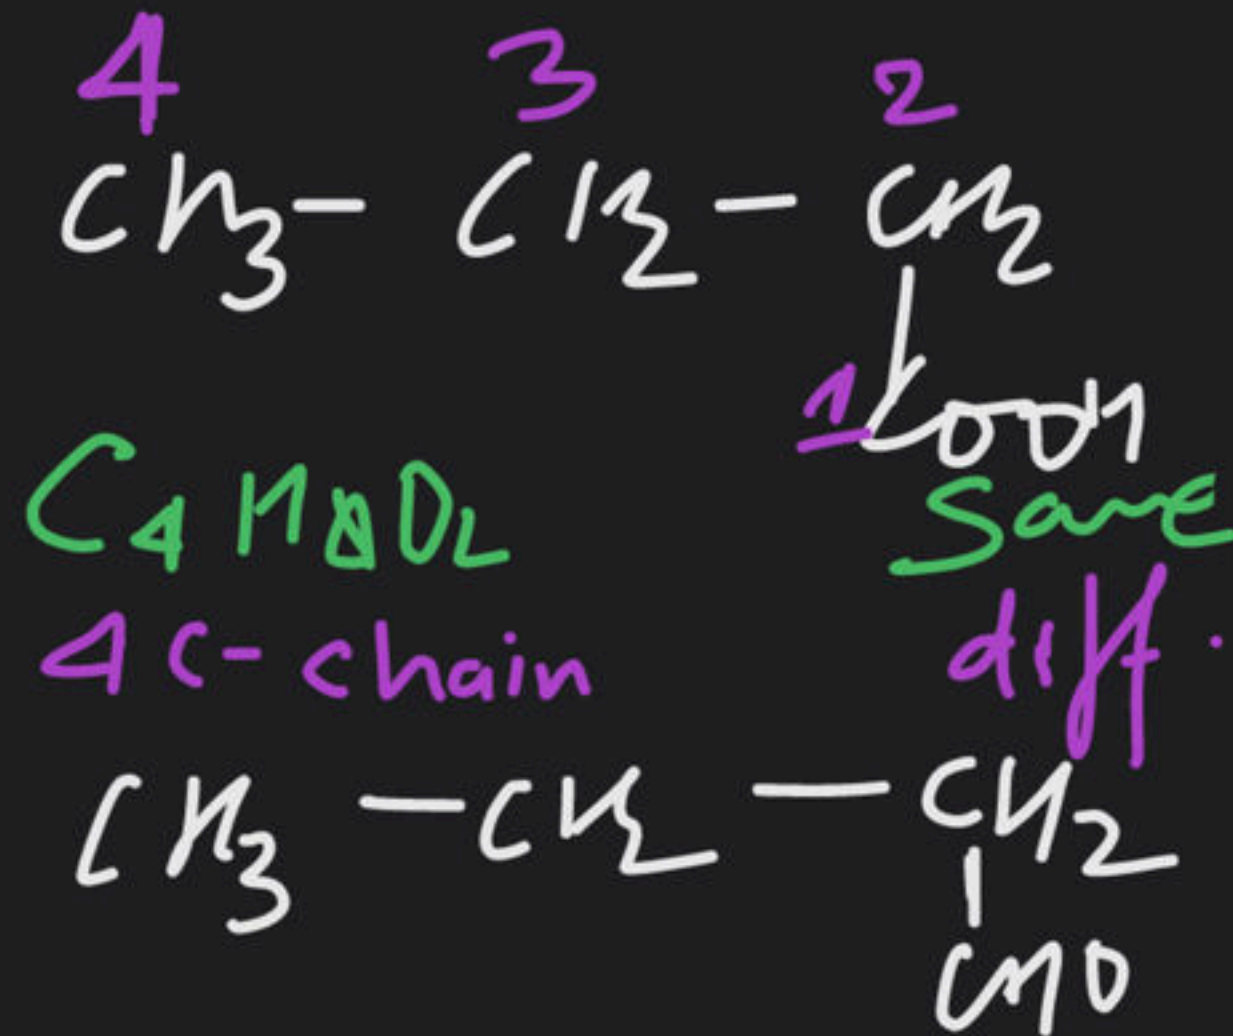 4 3 2
CH3 - CH2 - CH2
1 COOH
C4H8O2 Same
4 C- chain diff.
CH3 - CH2 - CH2
CHO